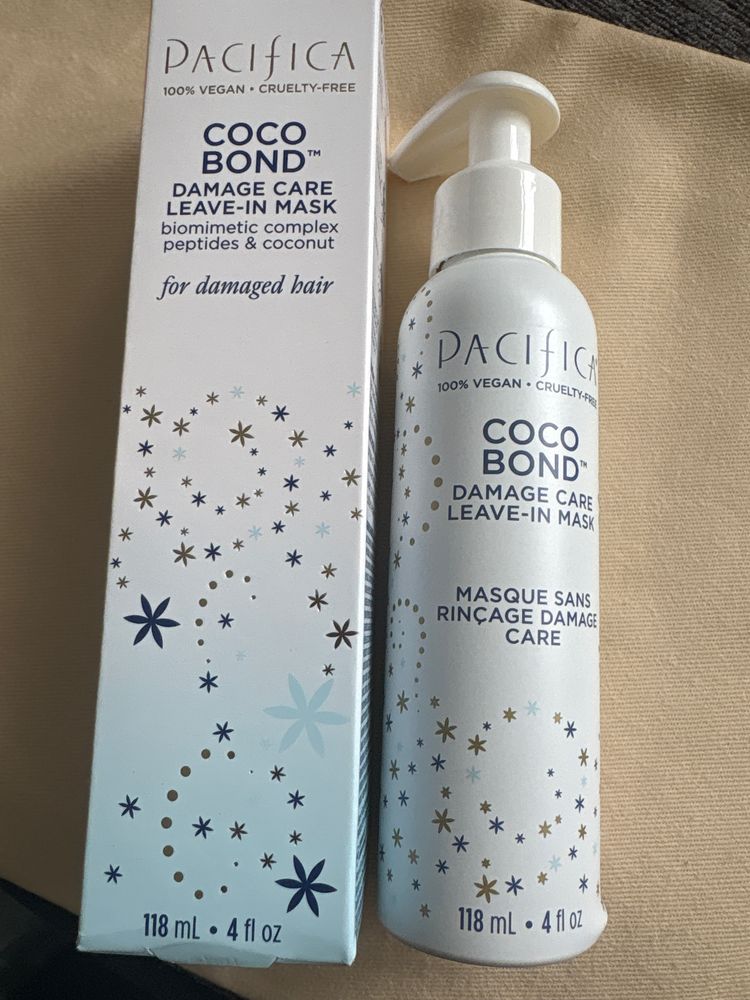 PACIFICA
100% VEGAN • CRUELTY-FREE
COCO
BOND™
DAMAGE CARE
LEAVE-IN MASK
biomimetic complex
peptides & coconut
for damaged hair
118 mL • 4 fl oz
PACIFICA
100% VEGAN • CRUELTY-FREE
COCO
BOND™
DAMAGE CARE
LEAVE-IN MASK
MASQUE SANS
RINÇAGE DAMAGE
CARE
118 mL • 4 fl oz